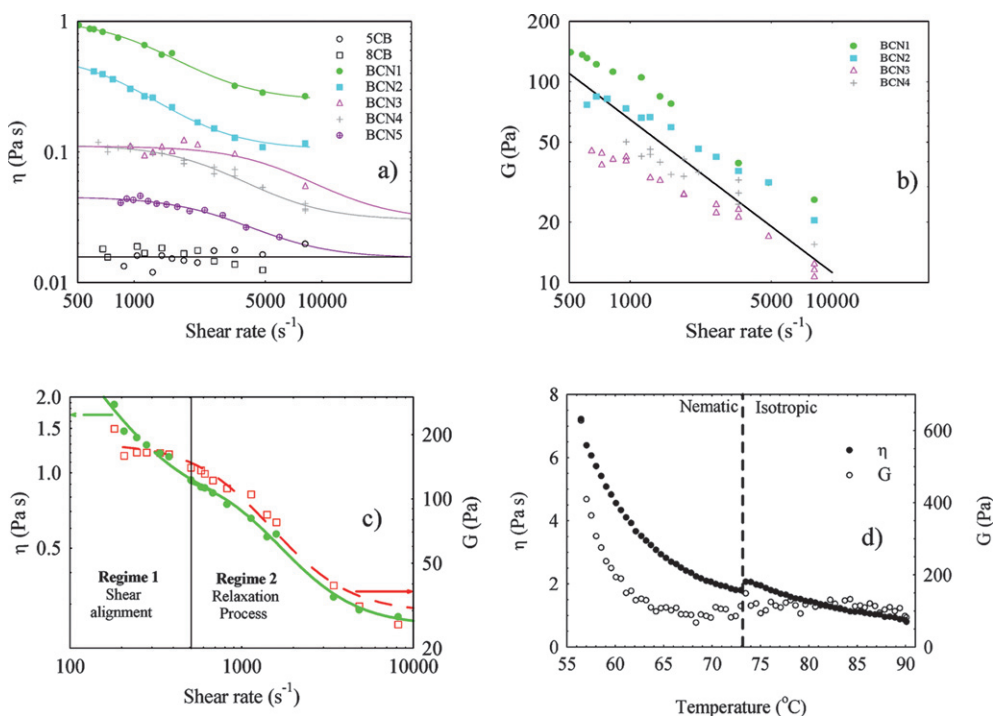 a)
η (Pa s)
1
0.1
0.01
500
1000
5000
10000
Shear rate (s⁻¹)
5CB
8CB
BCN1
BCN2
BCN3
BCN4
BCN5
b)
G (Pa)
200
100
50
20
10
500
1000
5000
10000
Shear rate (s⁻¹)
BCN1
BCN2
BCN3
BCN4
c)
η (Pa s)
2.0
1.5
1.0
0.5
Regime 1
Shear
alignment
Regime 2
Relaxation
Process
100
1000
10000
Shear rate (s⁻¹)
200
100
50
20
G (Pa)
d)
η (Pa s)
8
6
4
2
0
Nematic
Isotropic
η
G
55
60
65
70
75
80
85
90
Temperature (°C)
600
400
200
0
G (Pa)